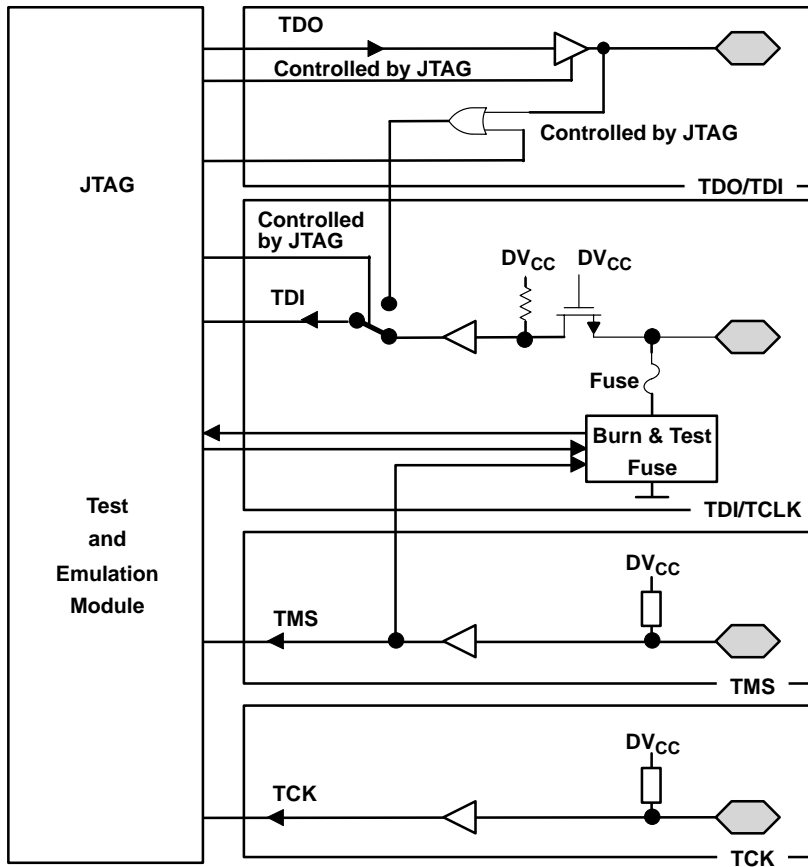 TDO
Controlled by JTAG
Controlled by JTAG
JTAG
TDO/TDI
Controlled
by JTAG
DVCC
DVCC
TDI
Fuse
Burn & Test
Fuse
TDI/TCLK
Test
and
Emulation
Module
DVCC
TMS
TMS
DVCC
TCK
TCK